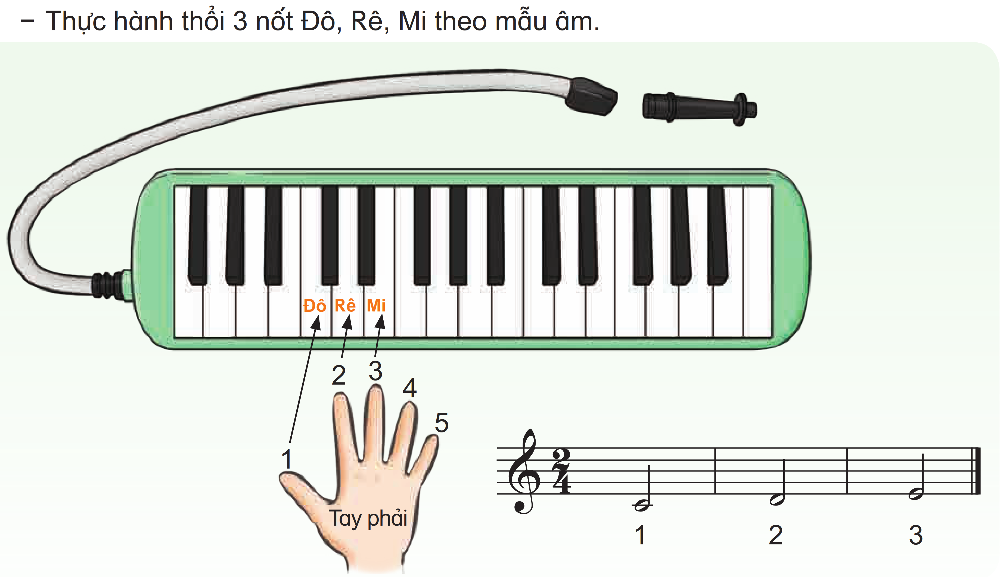 – Thực hành thổi 3 nốt Đô, Rê, Mi theo mẫu âm.
Đô Rê Mi
1 2 3 4 5
Tay phải
2
4
1 2 3